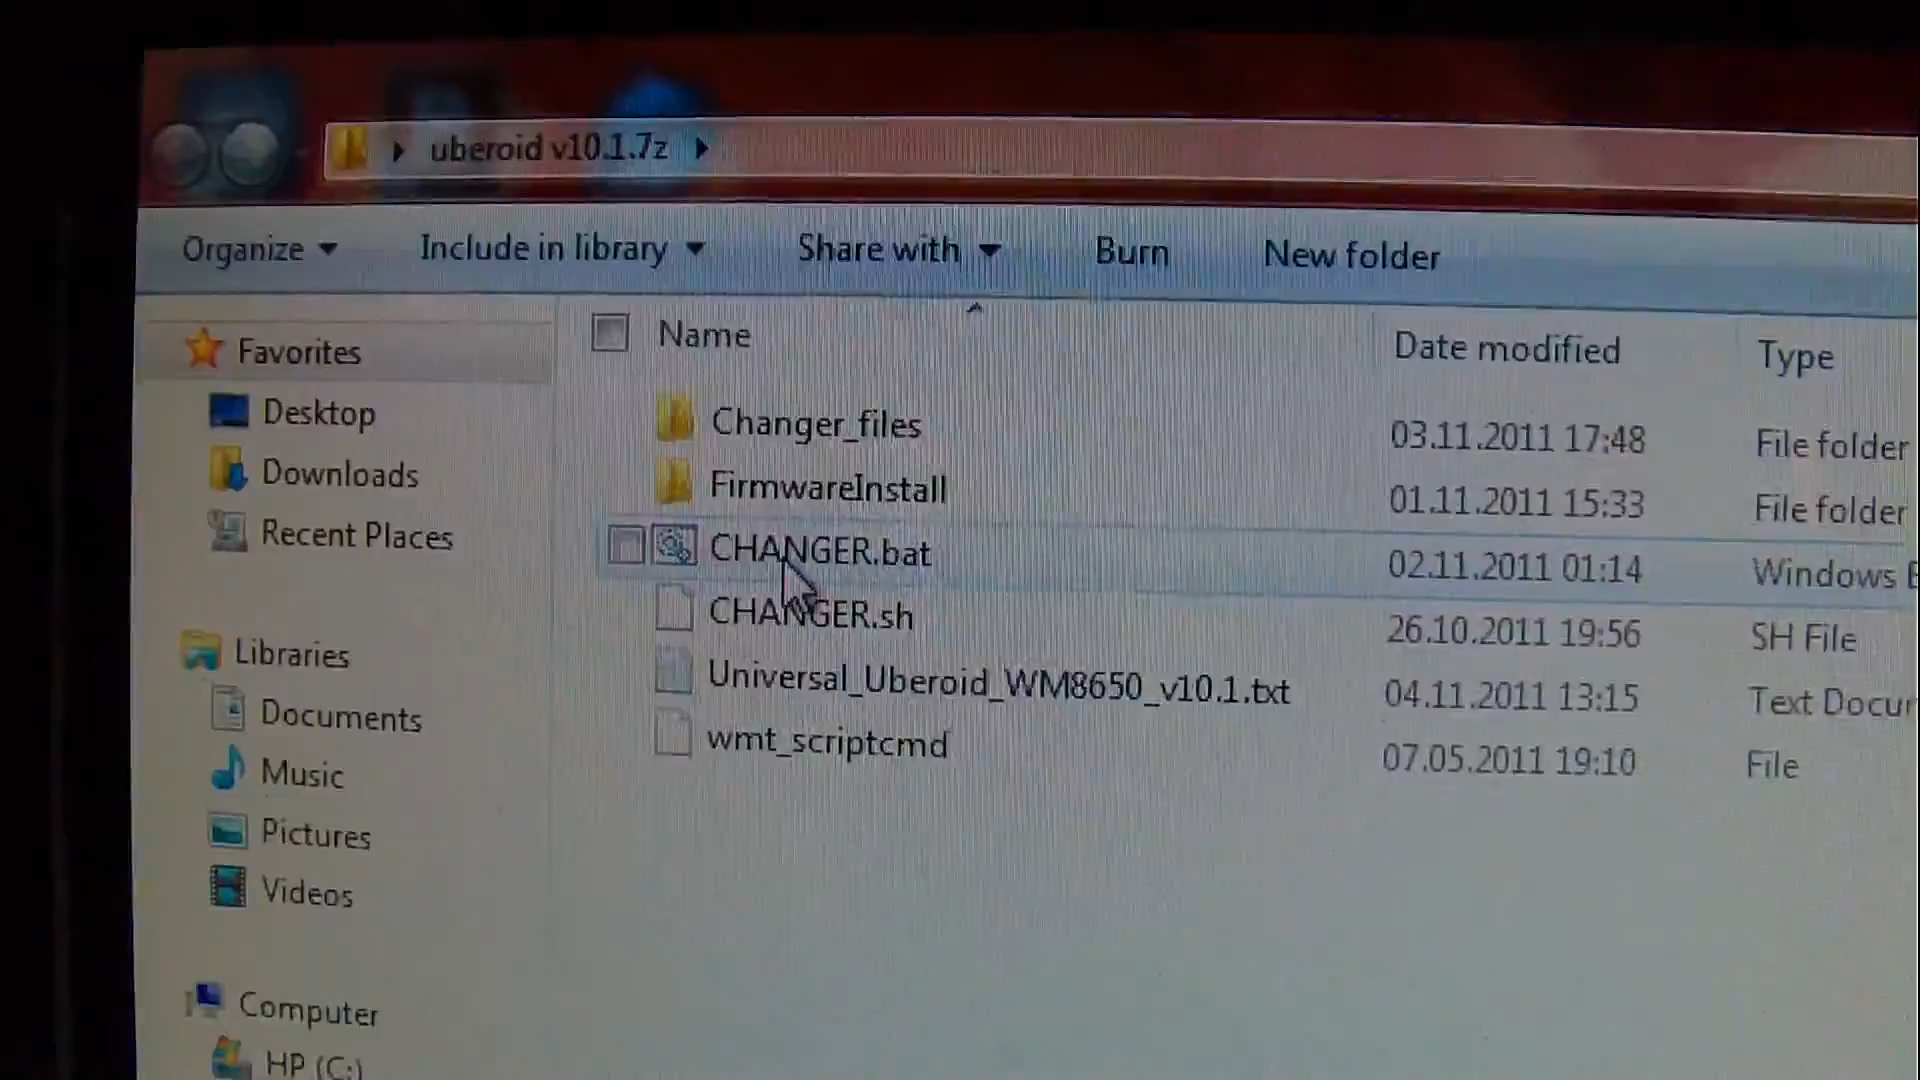 uberoid v10.1.7z
Organize Include in library Share with Burn New folder
Name Date modified Type
Favorites
Desktop
Downloads
Recent Places
Libraries
Documents
Music
Pictures
Videos
Computer
HP (C:)
Changer_files 03.11.2011 17:48 File folder
FirmwareInstall 01.11.2011 15:33 File folder
CHANGER.bat 02.11.2011 01:14 Windows
CHANGER.sh 26.10.2011 19:56 SH File
Universal_Uberoid_WM8650_v10.1.txt 04.11.2011 13:15 Text Docu
wmt_scriptcmd 07.05.2011 19:10 File